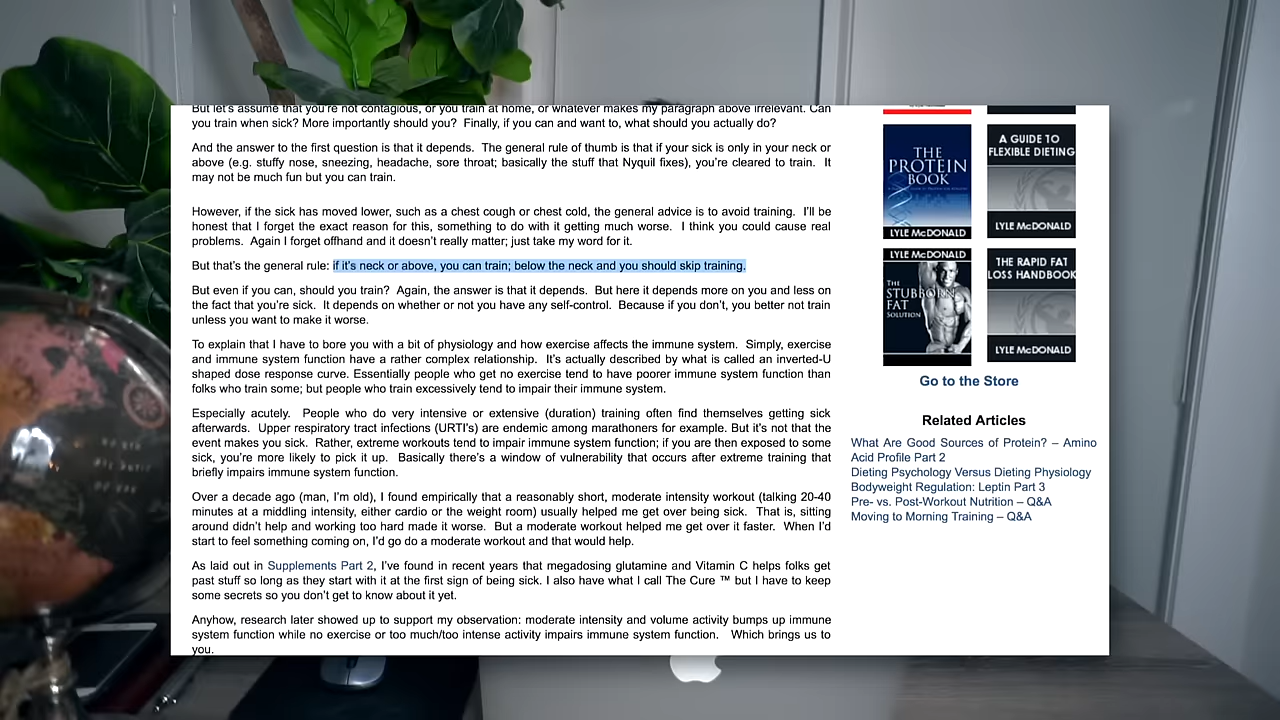 But let's assume that you're not contagious, or you train at home, or whatever makes my paragraph above irrelevant. Can
you train when sick? More importantly should you?  Finally, if you can and want to, what should you actually do?
And the answer to the first question is that it depends.  The general rule of thumb is that if your sick is only in your neck or
above (e.g. stuffy nose, sneezing, headache, sore throat; basically the stuff that Nyquil fixes), you're cleared to train.  It
may not be much fun but you can train.
However, if the sick has moved lower, such as a chest cough or chest cold, the general advice is to avoid training.  I'll be
honest that I forget the exact reason for this, something to do with it getting much worse.  I think you could cause real
problems.  Again I forget offhand and it doesn't really matter; just take my word for it.
But that's the general rule: if it's neck or above, you can train; below the neck and you should skip training.
But even if you can, should you train?  Again, the answer is that it depends.  But here it depends more on you and less on
the fact that you're sick.  It depends on whether or not you have any self-control.  Because if you don't, you better not train
unless you want to make it worse.
To explain that I have to bore you with a bit of physiology and how exercise affects the immune system.  Simply, exercise
and immune system function have a rather complex relationship.  It's actually described by what is called an inverted-U
shaped dose response curve. Essentially people who get no exercise tend to have poorer immune system function than
folks who train some; but people who train excessively tend to impair their immune system.
Especially acutely.  People who do very intensive or extensive (duration) training often find themselves getting sick
afterwards.  Upper respiratory tract infections (URTI's) are endemic among marathoners for example. But it's not that the
event makes you sick.  Rather, extreme workouts tend to impair immune system function; if you are then exposed to some
sick, you're more likely to pick it up.  Basically there's a window of vulnerability that occurs after extreme training that
briefly impairs immune system function.
Over a decade ago (man, I'm old), I found empirically that a reasonably short, moderate intensity workout (talking 20-40
minutes at a middling intensity, either cardio or the weight room) usually helped me get over being sick.  That is, sitting
around didn't help and working too hard made it worse.  But a moderate workout helped me get over it faster.  When I'd
start to feel something coming on, I'd go do a moderate workout and that would help.
As laid out in Supplements Part 2, I've found in recent years that megadosing glutamine and Vitamin C helps folks get
past stuff so long as they start with it at the first sign of being sick. I also have what I call The Cure ™ but I have to keep
some secrets so you don't get to know about it yet.
Anyhow, research later showed up to support my observation: moderate intensity and volume activity bumps up immune
system function while no exercise or too much/too intense activity impairs immune system function.   Which brings us to
you.
THE
PROTEIN
BOOK
LYLE McDONALD
A GUIDE TO
FLEXIBLE DIETING
LYLE McDONALD
LYLE McDONALD
THE
STUBBORN
FAT
SOLUTION
THE RAPID FAT
LOSS HANDBOOK
LYLE McDONALD
Go to the Store
Related Articles
What Are Good Sources of Protein? – Amino
Acid Profile Part 2
Dieting Psychology Versus Dieting Physiology
Bodyweight Regulation: Leptin Part 3
Pre- vs. Post-Workout Nutrition – Q&A
Moving to Morning Training – Q&A